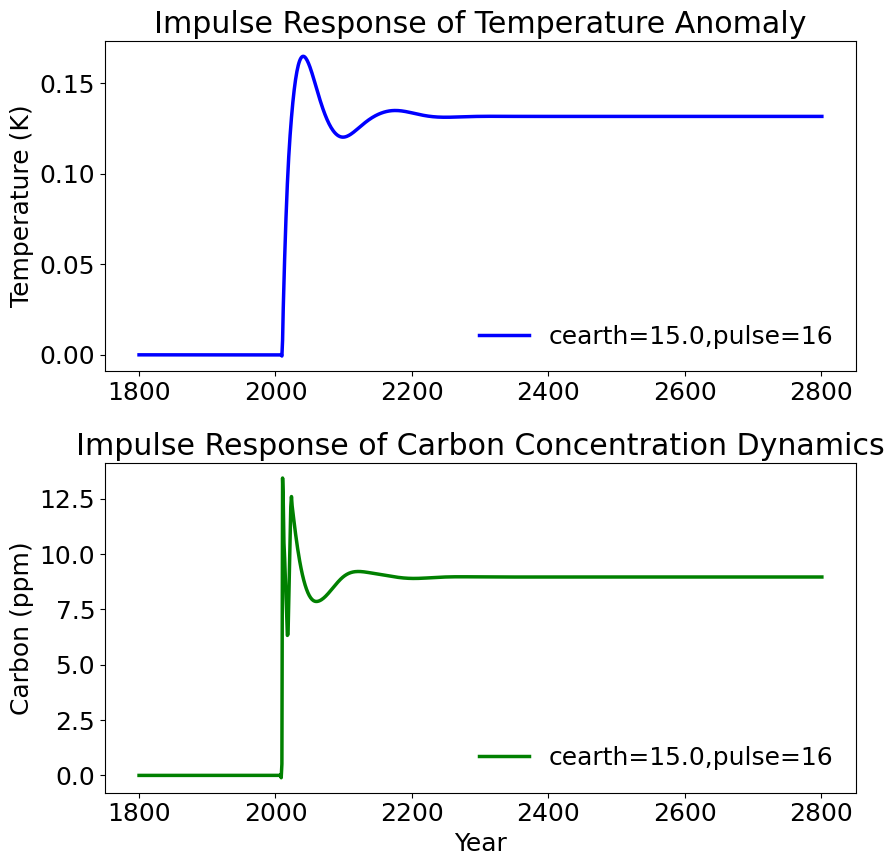 Impulse Response of Temperature Anomaly
Temperature (K)
0.15
0.10
0.05
0.00
cearth=15.0,pulse=16
1800 2000 2200 2400 2600 2800
Impulse Response of Carbon Concentration Dynamics
Carbon (ppm)
12.5
10.0
7.5
5.0
2.5
0.0
cearth=15.0,pulse=16
1800 2000 2200 2400 2600 2800
Year